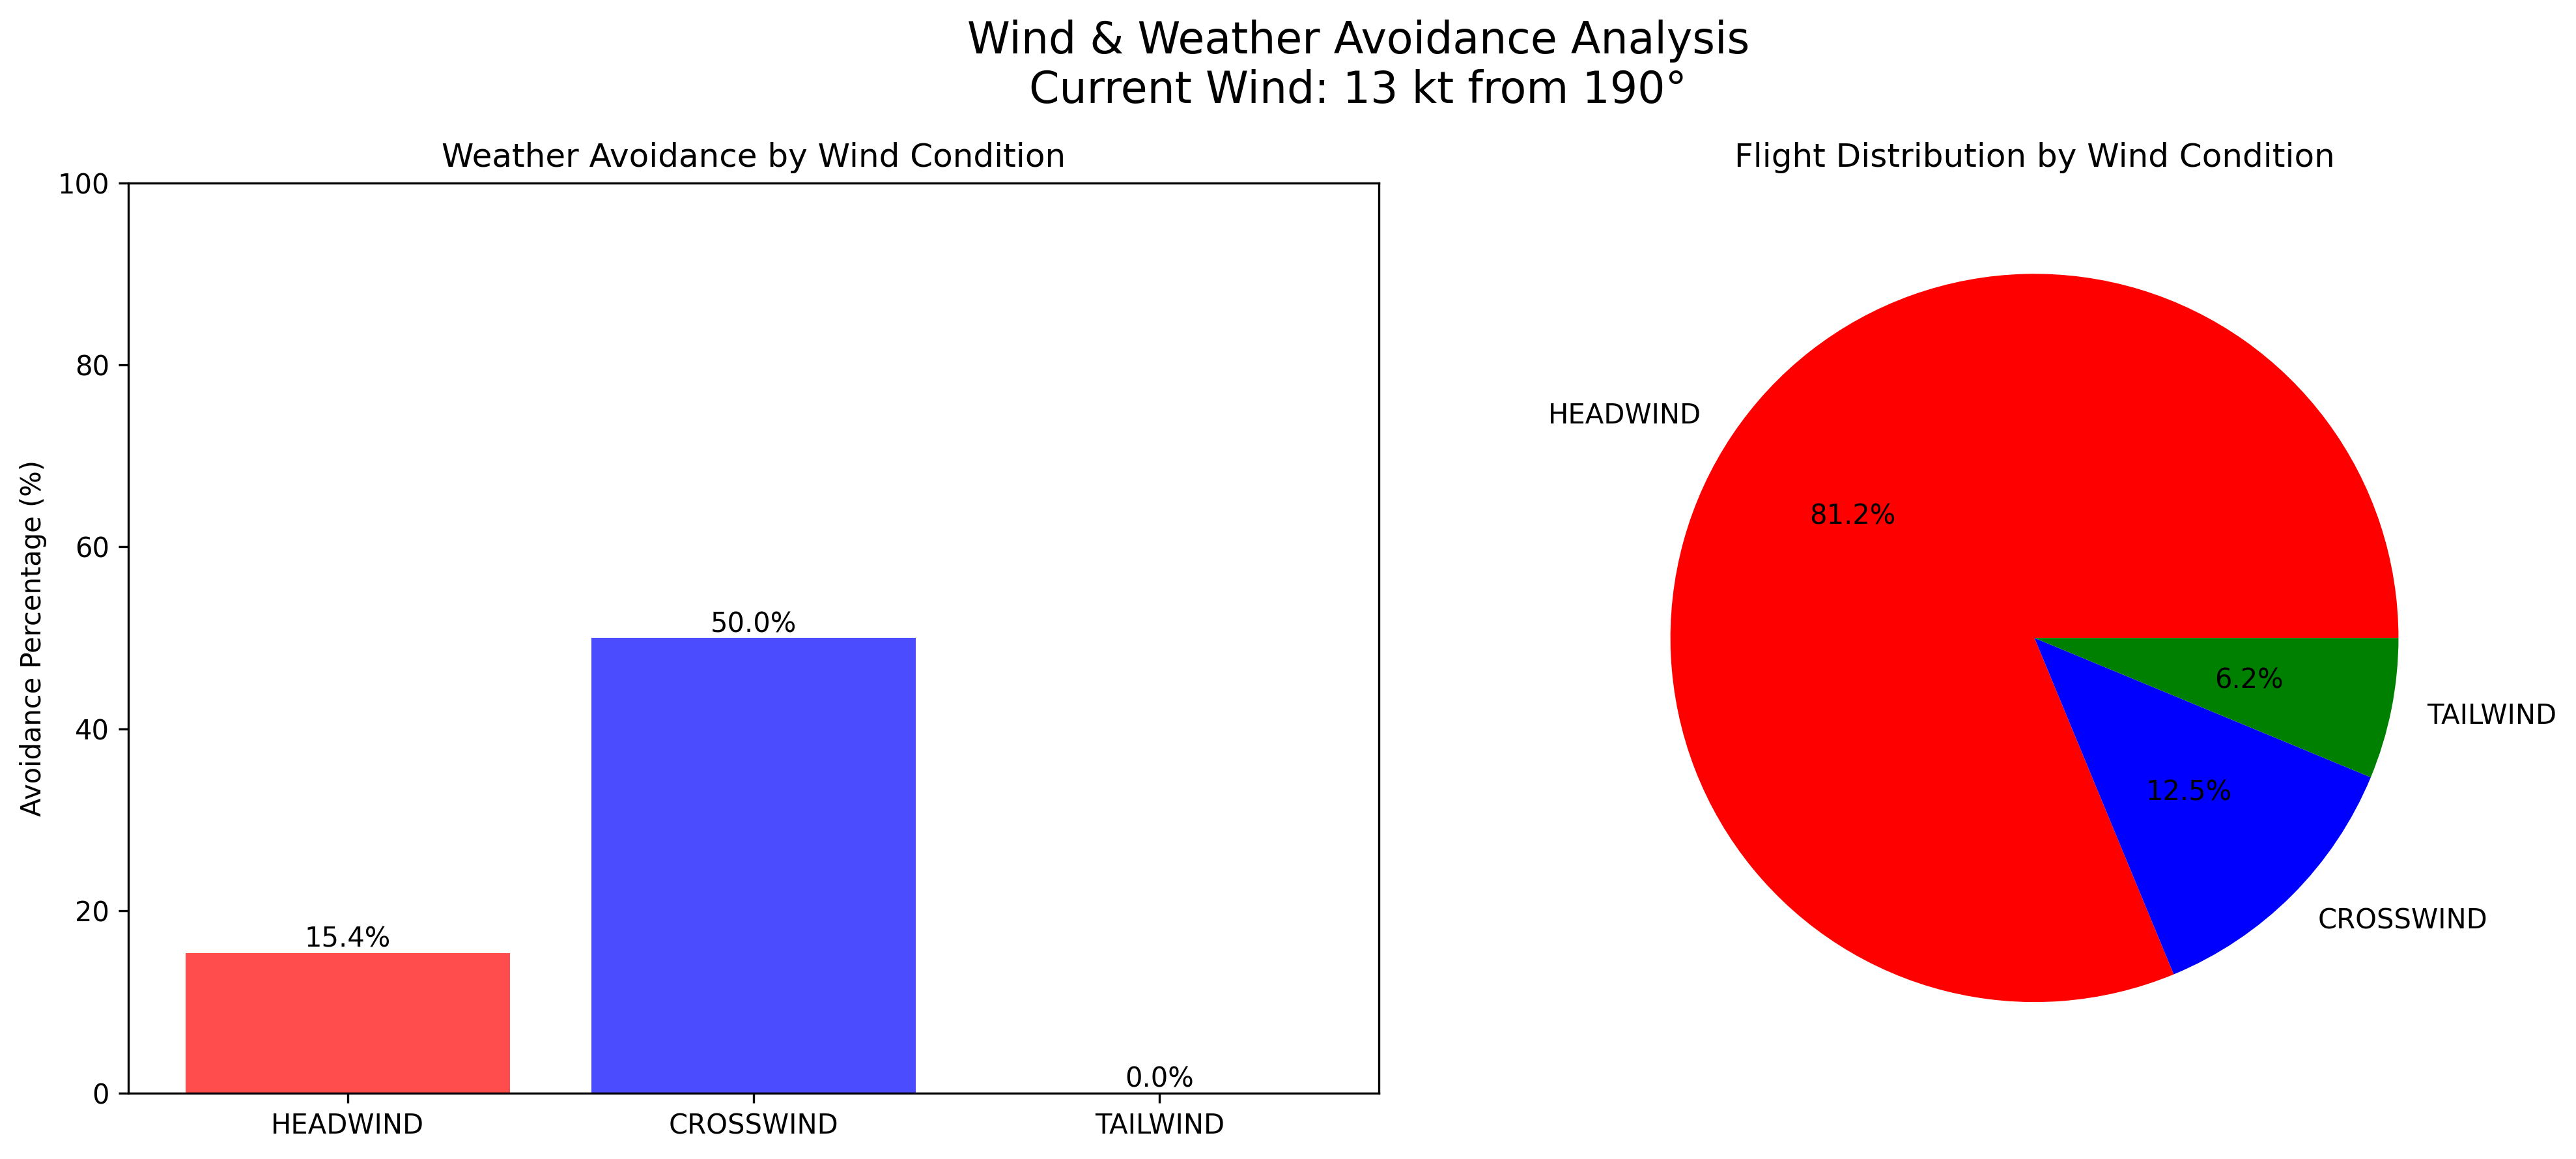 Wind & Weather Avoidance Analysis
Current Wind: 13 kt from 190°
Weather Avoidance by Wind Condition
100
80
60
40
20
0
Avoidance Percentage (%)
15.4%
50.0%
0.0%
HEADWIND
CROSSWIND
TAILWIND
Flight Distribution by Wind Condition
HEADWIND
81.2%
6.2%
TAILWIND
12.5%
CROSSWIND